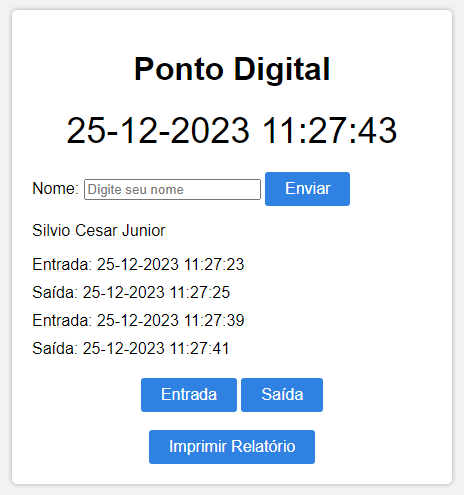 Ponto Digital
25-12-2023 11:27:43
Nome: Digite seu nome Enviar
Silvio Cesar Junior
Entrada: 25-12-2023 11:27:23
Saída: 25-12-2023 11:27:25
Entrada: 25-12-2023 11:27:39
Saída: 25-12-2023 11:27:41
Entrada Saída
Imprimir Relatório